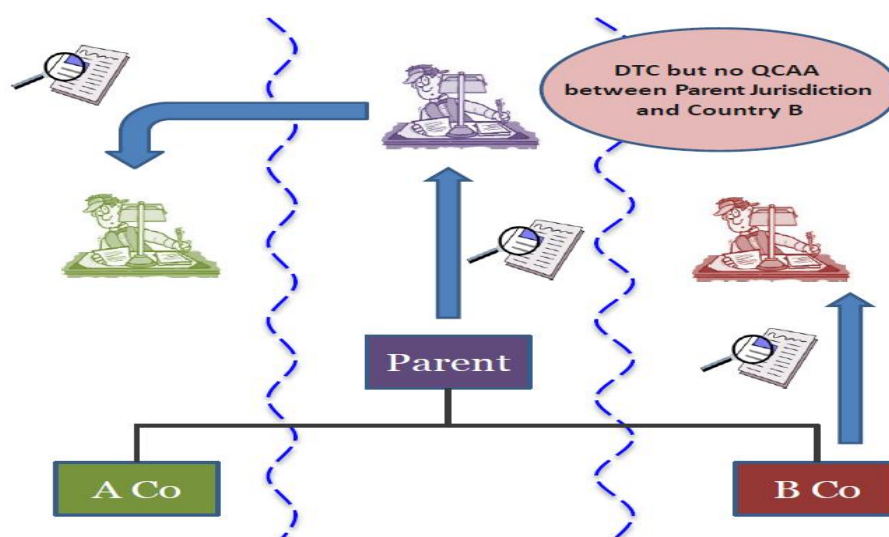 DTC but no QCAA
between Parent Jurisdiction
and Country B
Parent
A Co
B Co